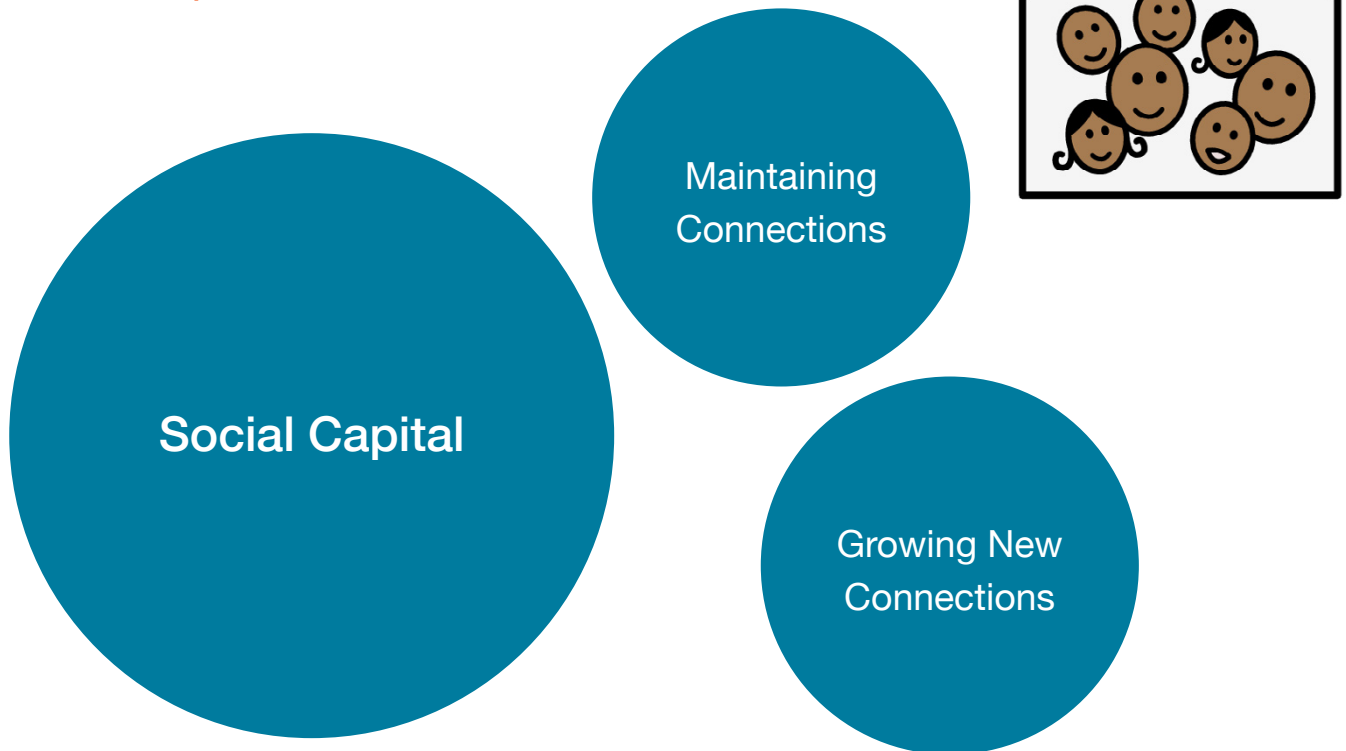 Social Capital
Maintaining
Connections
Growing New
Connections